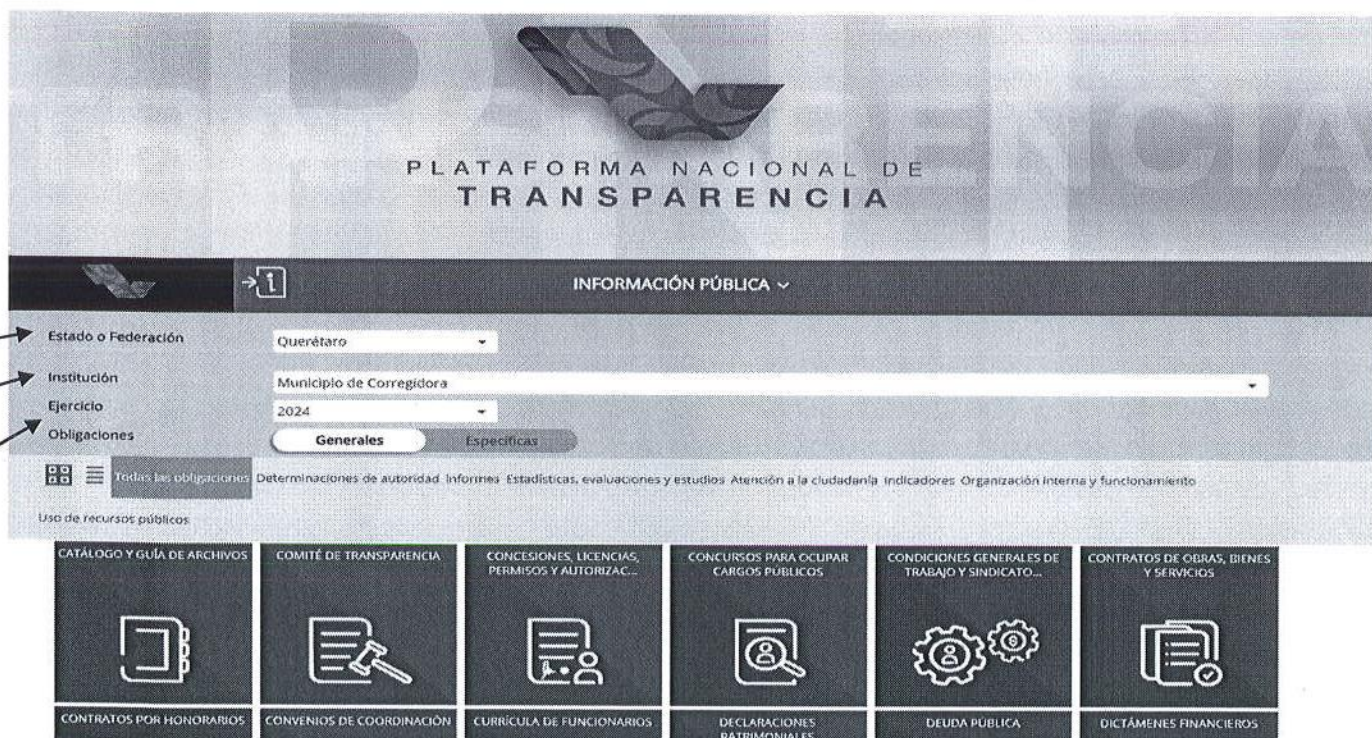 PLATAFORMA NACIONAL DE
TRANSPARENCIA
INFORMACIÓN PÚBLICA
Estado o Federación
Querétaro
Institución
Municipio de Corregidora
Ejercicio
2024
Obligaciones
Generales
Específicas
Todas las obligaciones Determinaciones de autoridad Informes Estadísticas, evaluaciones y estudios Atención a la ciudadanía Indicadores Organización interna y funcionamiento
Uso de recursos públicos
CATÁLOGO Y GUÍA DE ARCHIVOS
COMITÉ DE TRANSPARENCIA
CONCESIONES, LICENCIAS,
PERMISOS Y AUTORIZAC...
CONCURSOS PARA OCUPAR
CARGOS PÚBLICOS
CONDICIONES GENERALES DE
TRABAJO Y SINDICATO...
CONTRATOS DE OBRAS, BIENES
Y SERVICIOS
CONTRATOS POR HONORARIOS
CONVENIOS DE COORDINACIÓN
CURRÍCULA DE FUNCIONARIOS
DECLARACIONES
PATRIMONIALES
DEUDA PÚBLICA
DICTÁMENES FINANCIEROS